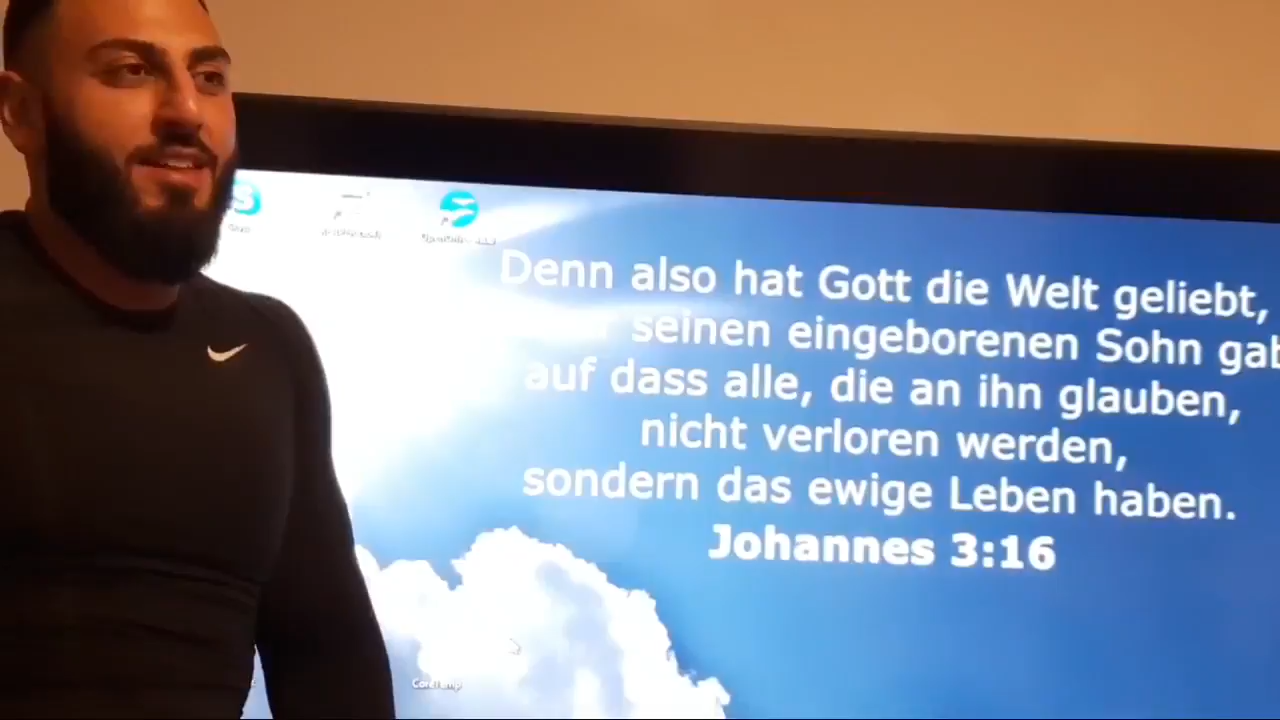 Denn also hat Gott die Welt geliebt,
seinen eingeborenen Sohn gab
auf dass alle, die an ihn glauben,
nicht verloren werden,
sondern das ewige Leben haben.
Johannes 3:16